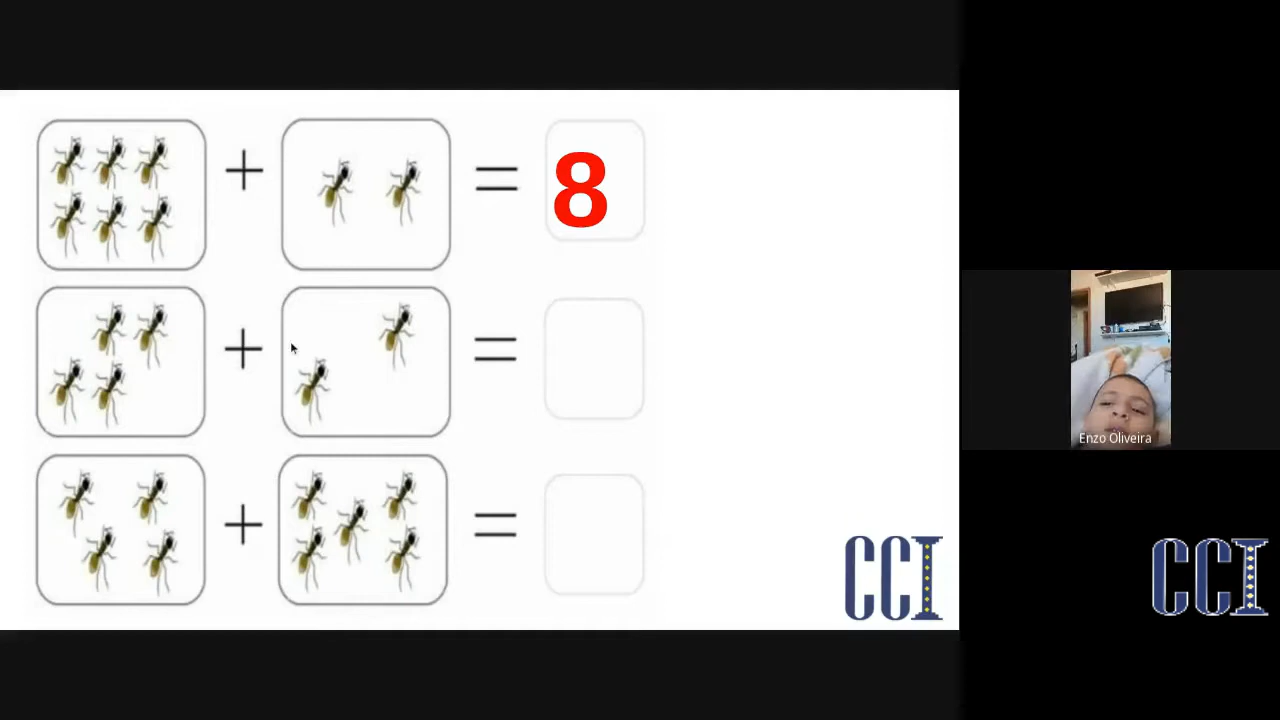 + = 8
+ =
+ =
Enzo Oliveira
CCI
CCI